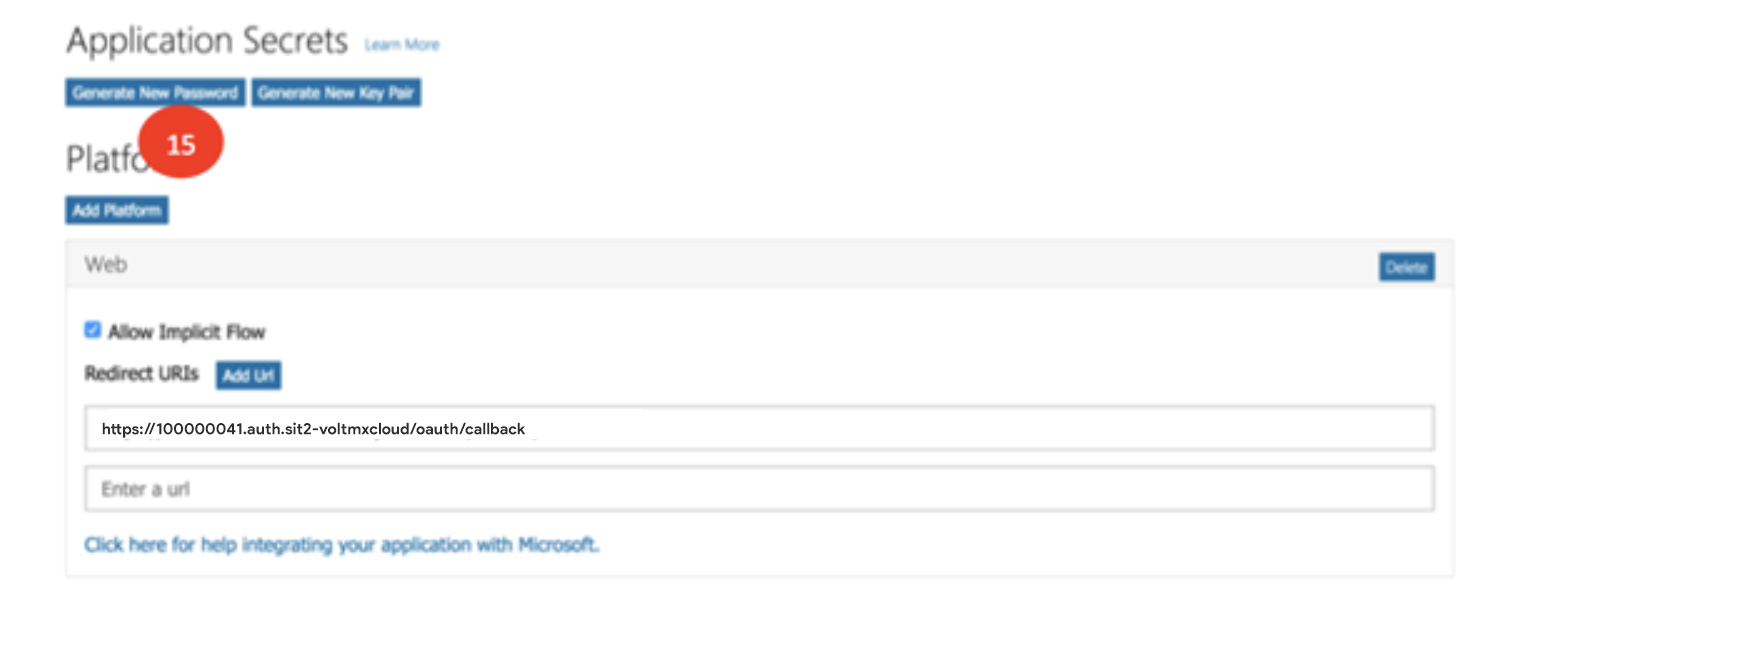 Application Secrets Learn More
Generate New Password Generate New Key Pair
15
Platfo
Add Platform
Web Delete
Allow Implicit Flow
Redirect URIs Add Url
https://100000041.auth.sit2-voltmxcloud/oauth/callback
Enter a url
Click here for help integrating your application with Microsoft.